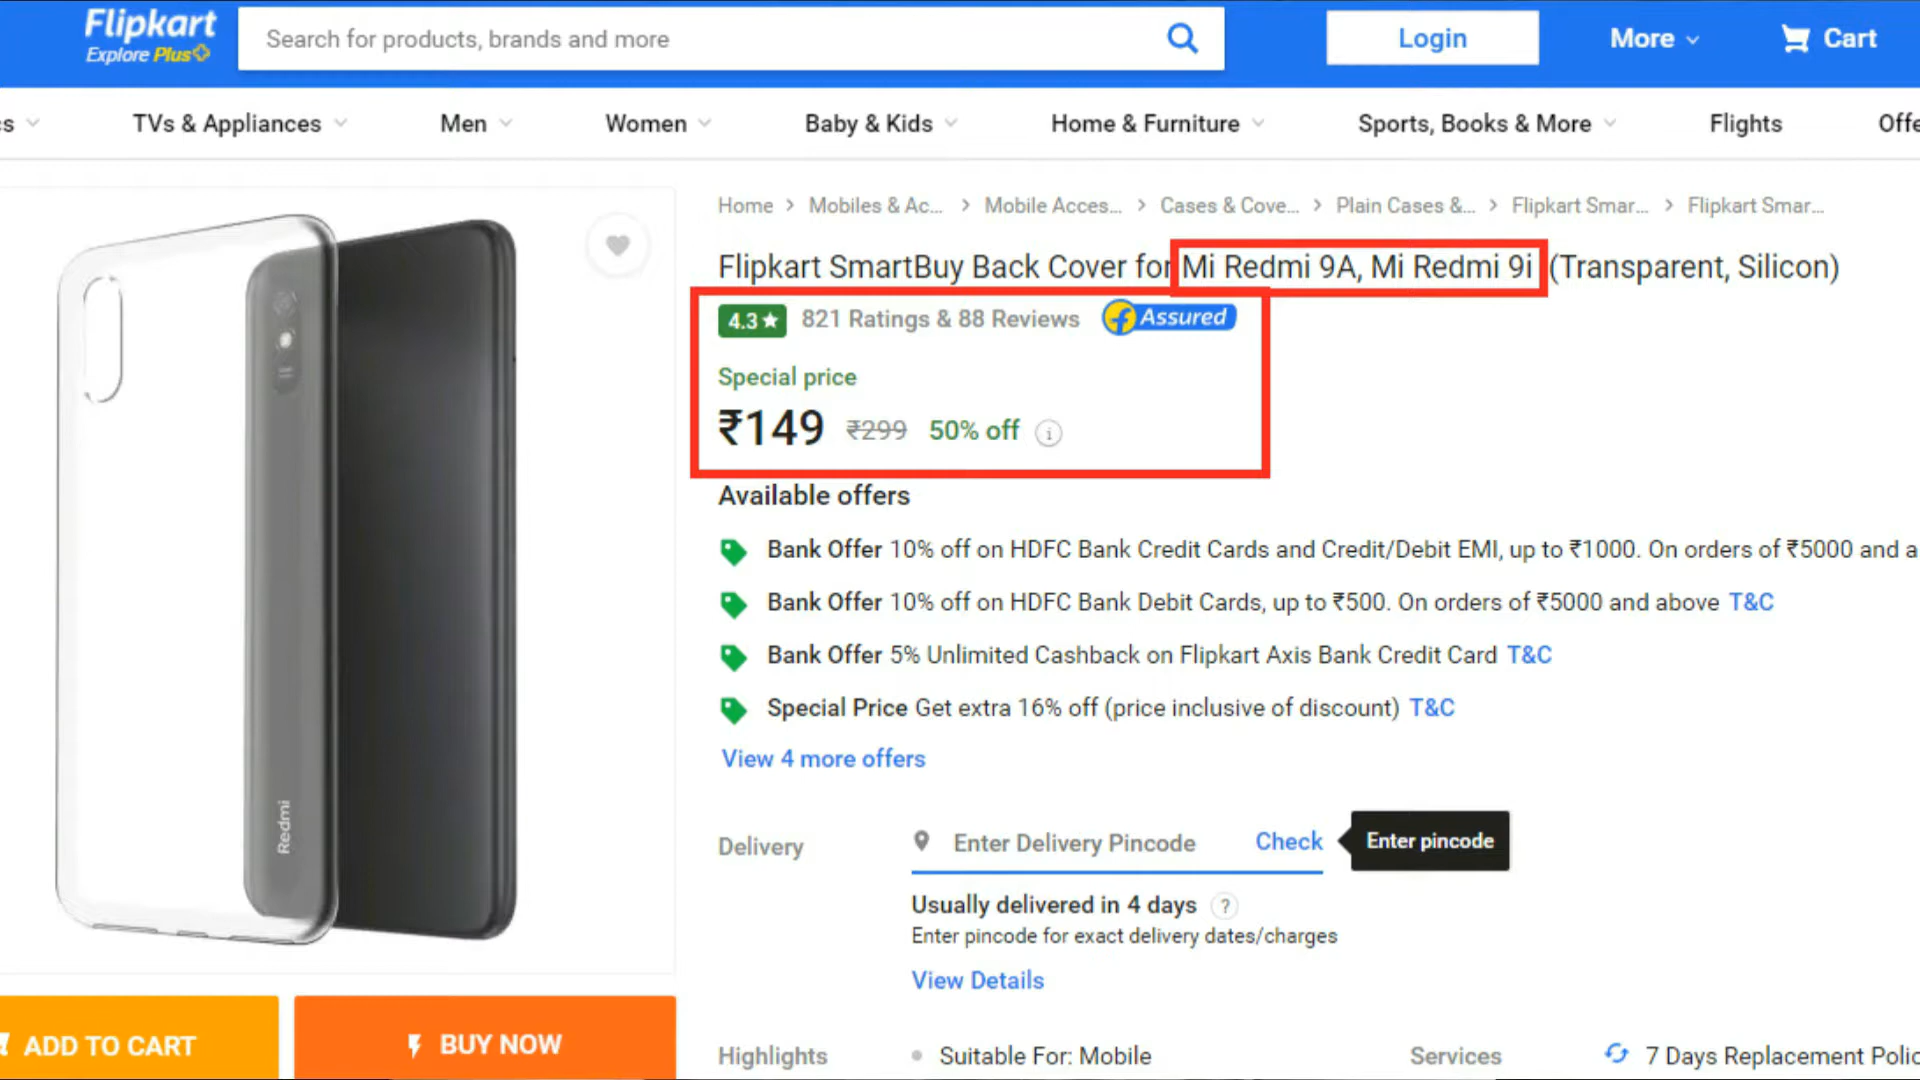 Flipkart
Explore Plus
Search for products, brands and more
Login
More
Cart
TVs & Appliances
Men
Women
Baby & Kids
Home & Furniture
Sports, Books & More
Flights
Home > Mobiles & Ac... > Mobile Acces... > Cases & Cove... > Plain Cases &... > Flipkart Smar... > Flipkart Smar...
Flipkart SmartBuy Back Cover for Mi Redmi 9A, Mi Redmi 9i (Transparent, Silicon)
4.3★ 821 Ratings & 88 Reviews f Assured
Special price
₹149 ₹299 50% off i
Available offers
Bank Offer 10% off on HDFC Bank Credit Cards and Credit/Debit EMI, up to ₹1000. On orders of ₹5000 and a
Bank Offer 10% off on HDFC Bank Debit Cards, up to ₹500. On orders of ₹5000 and above T&C
Bank Offer 5% Unlimited Cashback on Flipkart Axis Bank Credit Card T&C
Special Price Get extra 16% off (price inclusive of discount) T&C
View 4 more offers
Redmi
Delivery
Enter Delivery Pincode
Check
Enter pincode
Usually delivered in 4 days ?
Enter pincode for exact delivery dates/charges
View Details
ADD TO CART
BUY NOW
Highlights
Suitable For: Mobile
Services
7 Days Replacement Polic